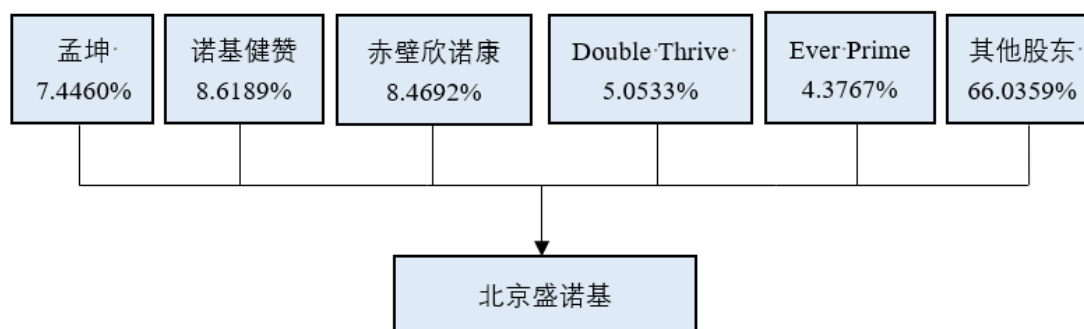 孟坤
7.4460%
诺基健赞
8.6189%
赤壁欣诺康
8.4692%
Double Thrive
5.0533%
Ever Prime
4.3767%
其他股东
66.0359%
北京盛诺基